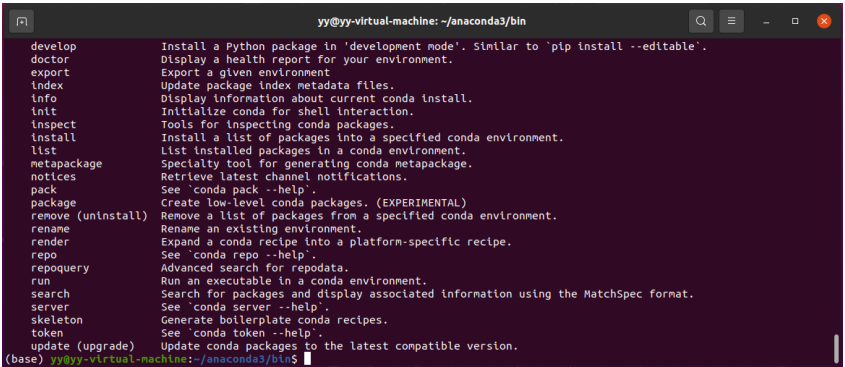 yy@yy-virtual-machine: ~/anaconda3/bin
develop Install a Python package in 'development mode'. Similar to `pip install --editable`.
doctor Display a health report for your environment.
export Export a given environment
index Update package index metadata files.
info Display information about current conda install.
init Initialize conda for shell interaction.
inspect Tools for inspecting conda packages.
install Install a list of packages into a specified conda environment.
list List installed packages in a conda environment.
metapackage Specialty tool for generating conda metapackage.
notices Retrieve latest channel notifications.
pack See `conda pack --help`.
package Create low-level conda packages. (EXPERIMENTAL)
remove (uninstall) Remove a list of packages from a specified conda environment.
rename Rename an existing environment.
render Expand a conda recipe into a platform-specific recipe.
repo See `conda repo --help`.
repoquery Advanced search for repodata.
run Run an executable in a conda environment.
search Search for packages and display associated information using the MatchSpec format.
server See `conda server --help`.
skeleton Generate boilerplate conda recipes.
token See `conda token --help`.
update (upgrade) Update conda packages to the latest compatible version.
(base) yy@yy-virtual-machine:~/anaconda3/bin$